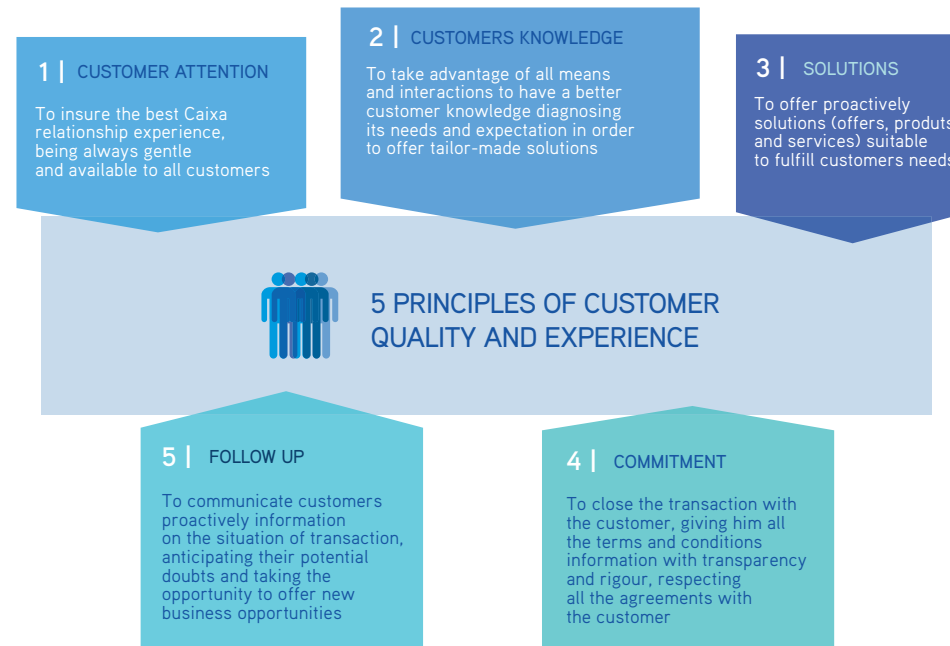 1 | CUSTOMER ATTENTION
To insure the best Caixa
relationship experience,
being always gentle
and available to all customers
2 | CUSTOMERS KNOWLEDGE
To take advantage of all means
and interactions to have a better
customer knowledge diagnosing
its needs and expectation in order
to offer tailor-made solutions
3 | SOLUTIONS
To offer proactively
solutions (offers, produts
and services) suitable
to fulfill customers needs
5 PRINCIPLES OF CUSTOMER
QUALITY AND EXPERIENCE
5 | FOLLOW UP
To communicate customers
proactively information
on the situation of transaction,
anticipating their potential
doubts and taking the
opportunity to offer new
business opportunities
4 | COMMITMENT
To close the transaction with
the customer, giving him all
the terms and conditions
information with transparency
and rigour, respecting
all the agreements with
the customer